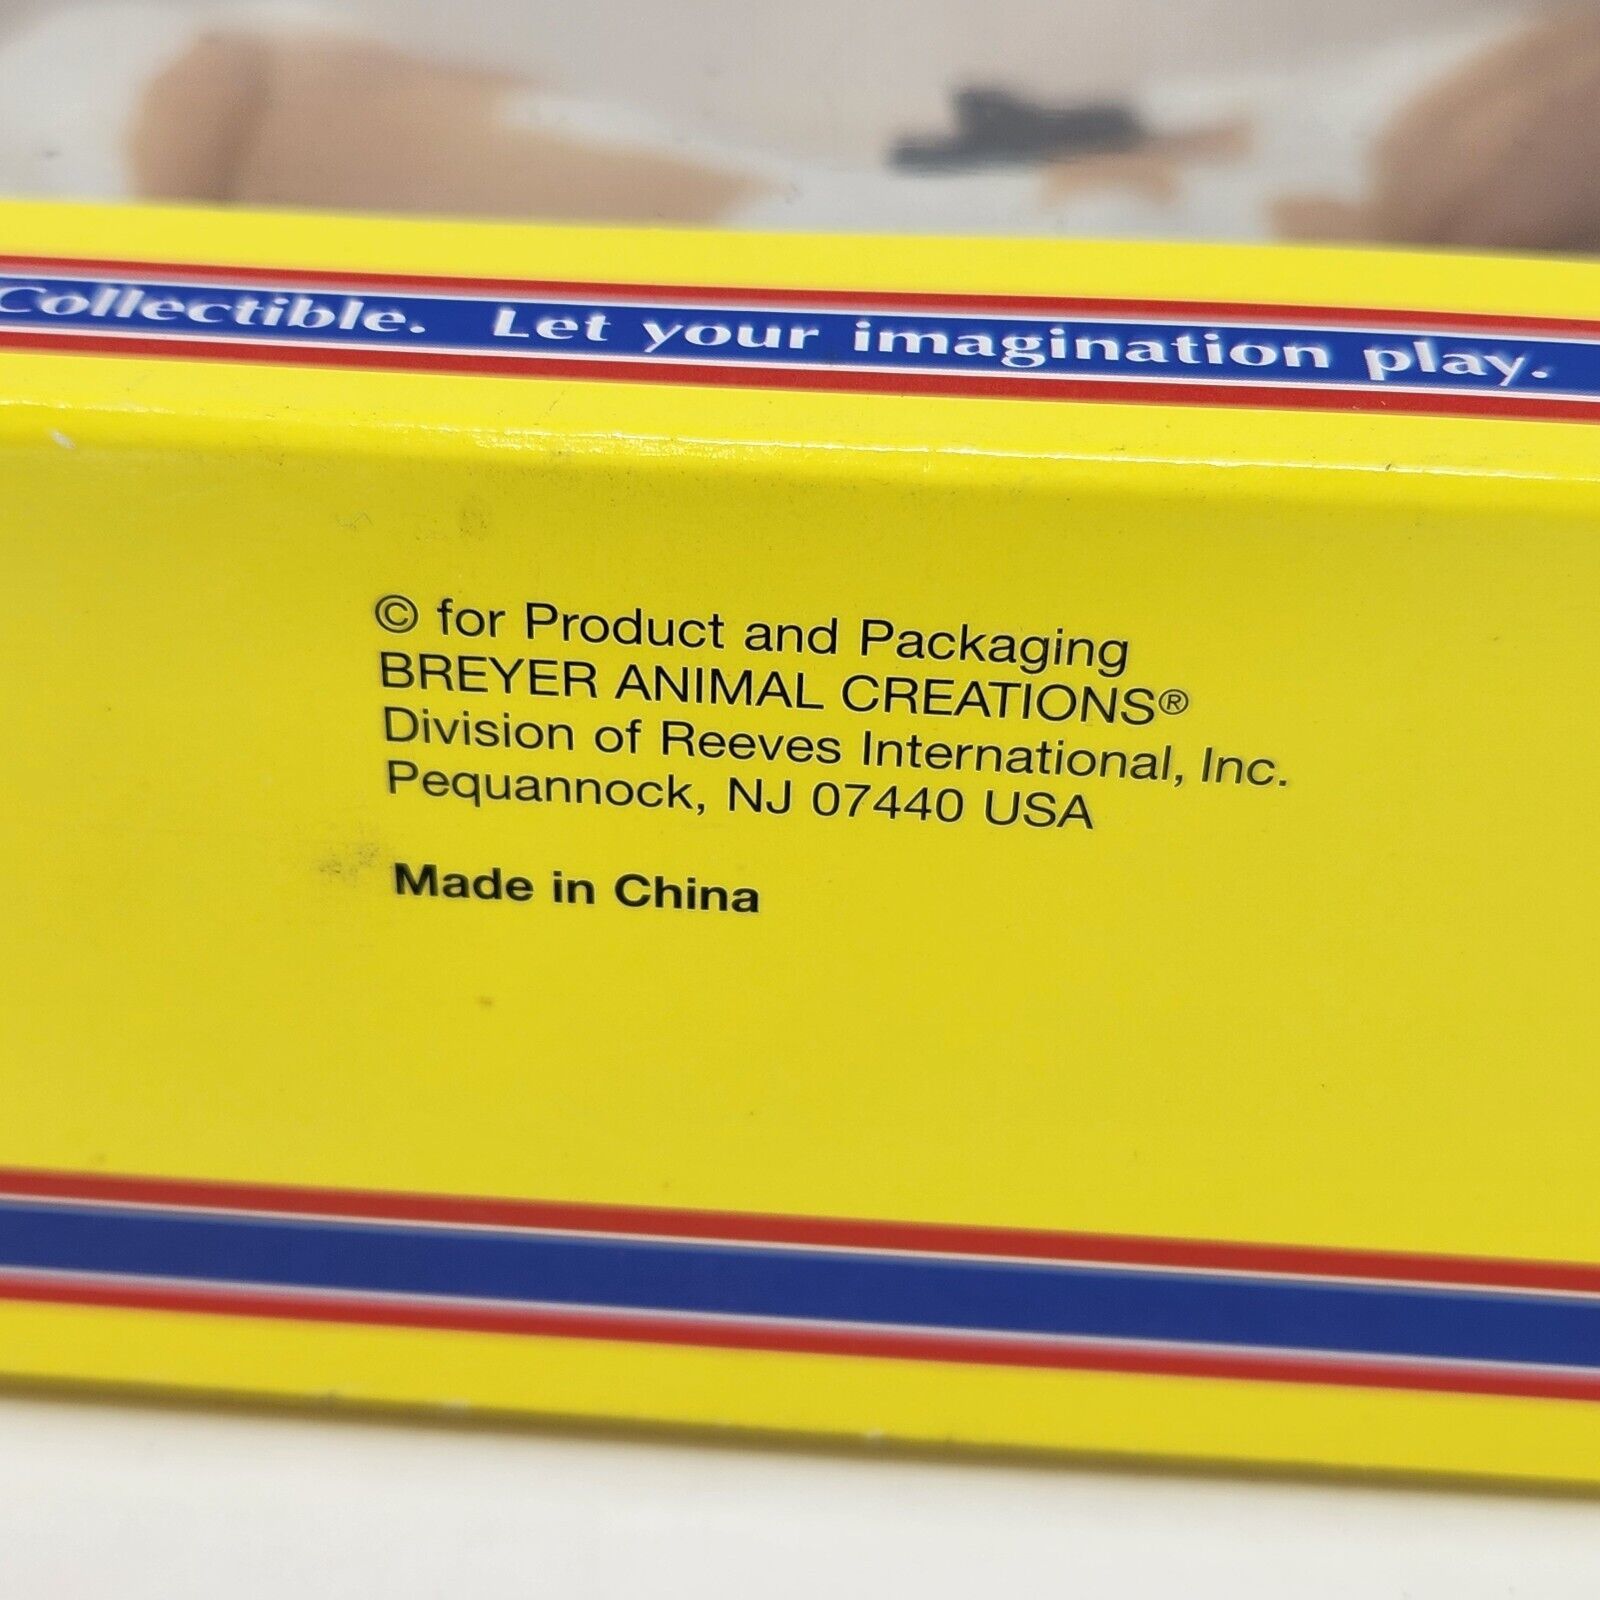 Collectible. Let your imagination play.
© for Product and Packaging
BREYER ANIMAL CREATIONS®
Division of Reeves International, Inc.
Pequannock, NJ 07440 USA
Made in China